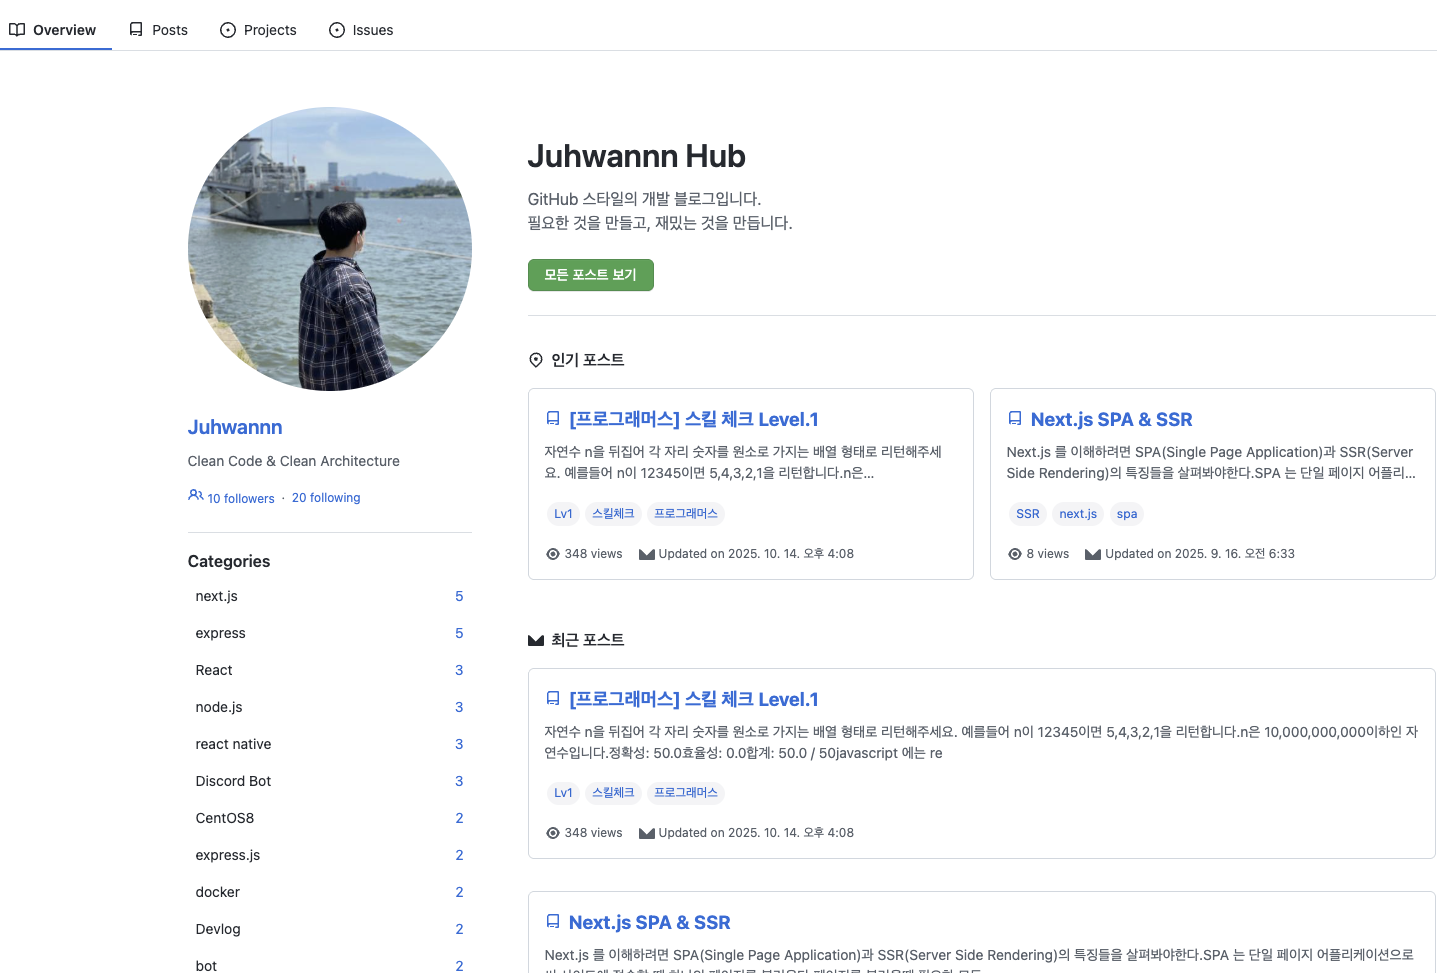 Overview
Posts
Projects
Issues
Juhwannn
Clean Code & Clean Architecture
10 followers · 20 following
Categories
next.js 5
express 5
React 3
node.js 3
react native 3
Discord Bot 3
CentOS8 2
express.js 2
docker 2
Devlog 2
bot 2
Juhwannn Hub
GitHub 스타일의 개발 블로그입니다.
필요한 것을 만들고, 재밌는 것을 만듭니다.
모든 포스트 보기
인기 포스트
[프로그래머스] 스킬 체크 Level.1
자연수 n을 뒤집어 각 자리 숫자를 원소로 가지는 배열 형태로 리턴해주세
요. 예를들어 n이 12345이면 5,4,3,2,1을 리턴합니다.n은...
Lv1 스킬체크 프로그래머스
348 views Updated on 2025. 10. 14. 오후 4:08
Next.js SPA & SSR
Next.js 를 이해하려면 SPA(Single Page Application)과 SSR(Server
Side Rendering)의 특징들을 살펴봐야한다.SPA 는 단일 페이지 어플리...
SSR next.js spa
8 views Updated on 2025. 9. 16. 오전 6:33
최근 포스트
[프로그래머스] 스킬 체크 Level.1
자연수 n을 뒤집어 각 자리 숫자를 원소로 가지는 배열 형태로 리턴해주세요. 예를들어 n이 12345이면 5,4,3,2,1을 리턴합니다.n은 10,000,000,000이하인 자
연수입니다.정확성: 50.0효율성: 0.0합계: 50.0 / 50javascript 에는 re
Lv1 스킬체크 프로그래머스
348 views Updated on 2025. 10. 14. 오후 4:08
Next.js SPA & SSR
Next.js 를 이해하려면 SPA(Single Page Application)과 SSR(Server Side Rendering)의 특징들을 살펴봐야한다.SPA 는 단일 페이지 어플리케이션으로